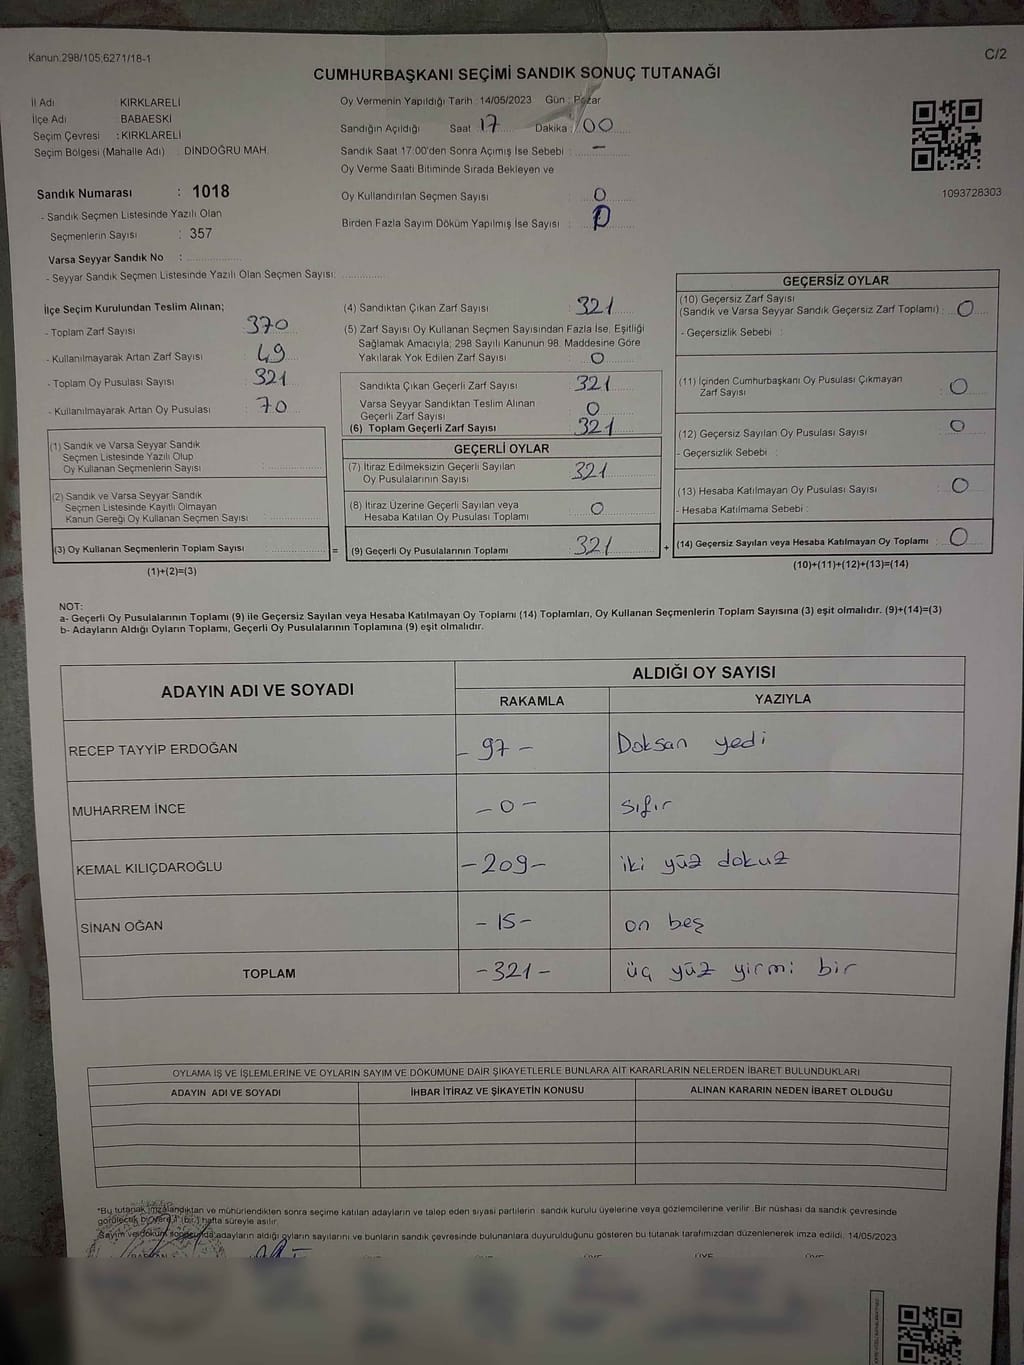 Kanun:298/105;6271/18-1
C/2
CUMHURBAŞKANI SEÇİMİ SANDIK SONUÇ TUTANAĞI
İl Adı KIRKLARELİ
İlçe Adı BABAESKİ
Seçim Çevresi : KIRKLARELİ
Seçim Bölgesi (Mahalle Adı) : DİNDOĞRU MAH.
Oy Vermenin Yapıldığı Tarih : 14/05/2023 Gün : Pazar
Sandığın Açıldığı Saat : 17 Dakika : 00
Sandık Saat 17:00'den Sonra Açımış İse Sebebi : -
Oy Verme Saati Bitiminde Sırada Bekleyen ve
Oy Kullandırılan Seçmen Sayısı : 0
Birden Fazla Sayım Döküm Yapılmış İse Sayısı :
1093728303
Sandık Numarası : 1018
- Sandık Seçmen Listesinde Yazılı Olan
Seçmenlerin Sayısı : 357
Varsa Seyyar Sandık No :
- Seyyar Sandık Seçmen Listesinde Yazılı Olan Seçmen Sayısı:
İlçe Seçim Kurulundan Teslim Alınan;
- Toplam Zarf Sayısı : 370
- Kullanılmayarak Artan Zarf Sayısı : 49
- Toplam Oy Pusulası Sayısı : 321
- Kullanılmayarak Artan Oy Pusulası : 70
(1) Sandık ve Varsa Seyyar Sandık
Seçmen Listesinde Yazılı Olup
Oy Kullanan Seçmenlerin Sayısı :
(2) Sandık ve Varsa Seyyar Sandık
Seçmen Listesinde Kayıtlı Olmayan
Kanun Gereği Oy Kullanan Seçmen Sayısı :
(3) Oy Kullanan Seçmenlerin Toplam Sayısı :
(1)+(2)=(3)
(4) Sandıktan Çıkan Zarf Sayısı : 321
(5) Zarf Sayısı Oy Kullanan Seçmen Sayısından Fazla İse, Eşitliği
Sağlamak Amacıyla; 298 Sayılı Kanunun 98. Maddesine Göre
Yakılarak Yok Edilen Zarf Sayısı : 0
Sandıkta Çıkan Geçerli Zarf Sayısı : 321
Varsa Seyyar Sandıktan Teslim Alınan
Geçerli Zarf Sayısı : 0
(6) Toplam Geçerli Zarf Sayısı : 321
GEÇERLİ OYLAR
(7) İtiraz Edilmeksizin Geçerli Sayılan
Oy Pusulalarının Sayısı : 321
(8) İtiraz Üzerine Geçerli Sayılan veya
Hesaba Katılan Oy Pusulası Toplamı : 0
= (9) Geçerli Oy Pusulalarının Toplamı : 321 +
GEÇERSİZ OYLAR
(10) Geçersiz Zarf Sayısı
(Sandık ve Varsa Seyyar Sandık Geçersiz Zarf Toplamı) : 0
- Geçersizlik Sebebi :
(11) İçinden Cumhurbaşkanı Oy Pusulası Çıkmayan
Zarf Sayısı : 0
(12) Geçersiz Sayılan Oy Pusulası Sayısı : 0
- Geçersizlik Sebebi :
(13) Hesaba Katılmayan Oy Pusulası Sayısı : 0
- Hesaba Katılmama Sebebi :
(14) Geçersiz Sayılan veya Hesaba Katılmayan Oy Toplamı : 0
(10)+(11)+(12)+(13)=(14)
NOT:
a- Geçerli Oy Pusulalarının Toplamı (9) ile Geçersiz Sayılan veya Hesaba Katılmayan Oy Toplamı (14) Toplamları, Oy Kullanan Seçmenlerin Toplam Sayısına (3) eşit olmalıdır. (9)+(14)=(3)
b- Adayların Aldığı Oyların Toplamı, Geçerli Oy Pusulalarının Toplamına (9) eşit olmalıdır.
ADAYIN ADI VE SOYADI
ALDIĞI OY SAYISI
RAKAMLA YAZIYLA
RECEP TAYYİP ERDOĞAN - 97 - Doksan yedi
MUHARREM İNCE - 0 - sıfır
KEMAL KILIÇDAROĞLU - 209 - iki yüz dokuz
SİNAN OĞAN - 15 - on beş
TOPLAM - 321 - üç yüz yirmi bir
OYLAMA İŞ VE İŞLEMLERİNE VE OYLARIN SAYIM VE DÖKÜMÜNE DAİR ŞİKAYETLERLE BUNLARA AİT KARARLARIN NELERDEN İBARET BULUNDUKLARI
ADAYIN ADI VE SOYADI İHBAR İTİRAZ VE ŞİKAYETİN KONUSU ALINAN KARARIN NEDEN İBARET OLDUĞU
*Bu tutanak imzalandıktan ve mühürlendikten sonra seçime katılan adayların ve talep eden siyasi partilerin sandık kurulu üyelerine veya gözlemcilerine verilir. Bir nüshası da sandık çevresinde
görülecek bir yere 1 (bir) hafta süreyle asılır.
Sayım ve döküm sonucunda adayların aldığı oyların sayılarını ve bunların sandık çevresinde bulunanlara duyurulduğunu gösteren bu tutanak tarafımızdan düzenlenerek imza edildi. 14/05/2023
BAŞKAN ÜYE ÜYE